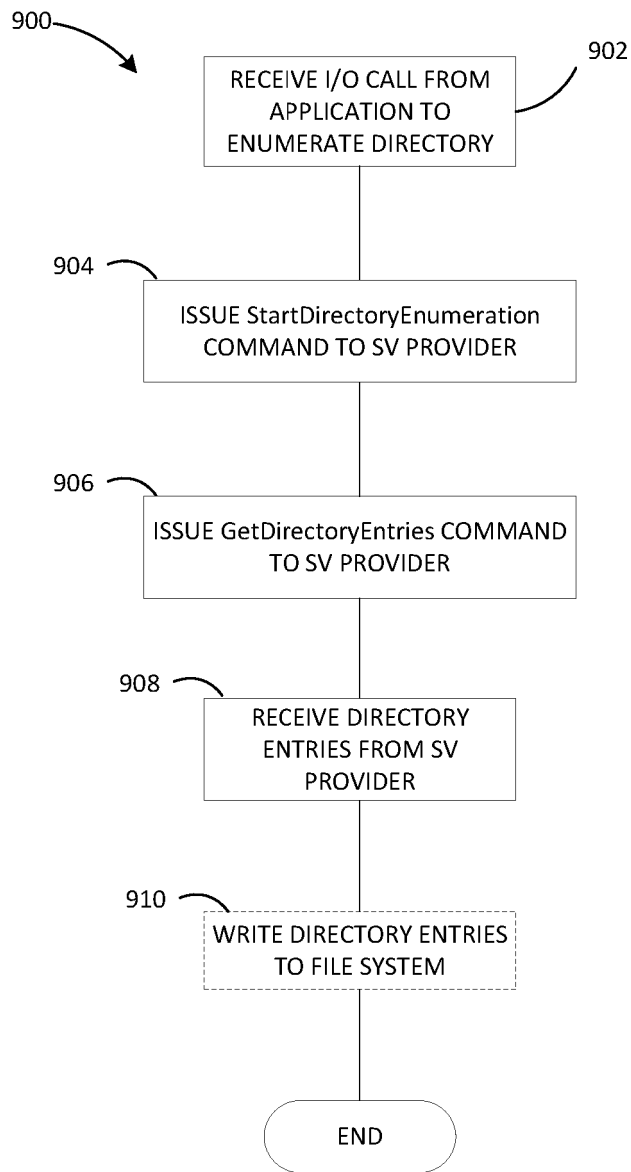 900
902
RECEIVE I/O CALL FROM
APPLICATION TO
ENUMERATE DIRECTORY
904
ISSUE StartDirectoryEnumeration
COMMAND TO SV PROVIDER
906
ISSUE GetDirectoryEntries COMMAND
TO SV PROVIDER
908
RECEIVE DIRECTORY
ENTRIES FROM SV
PROVIDER
910
WRITE DIRECTORY ENTRIES
TO FILE SYSTEM
END